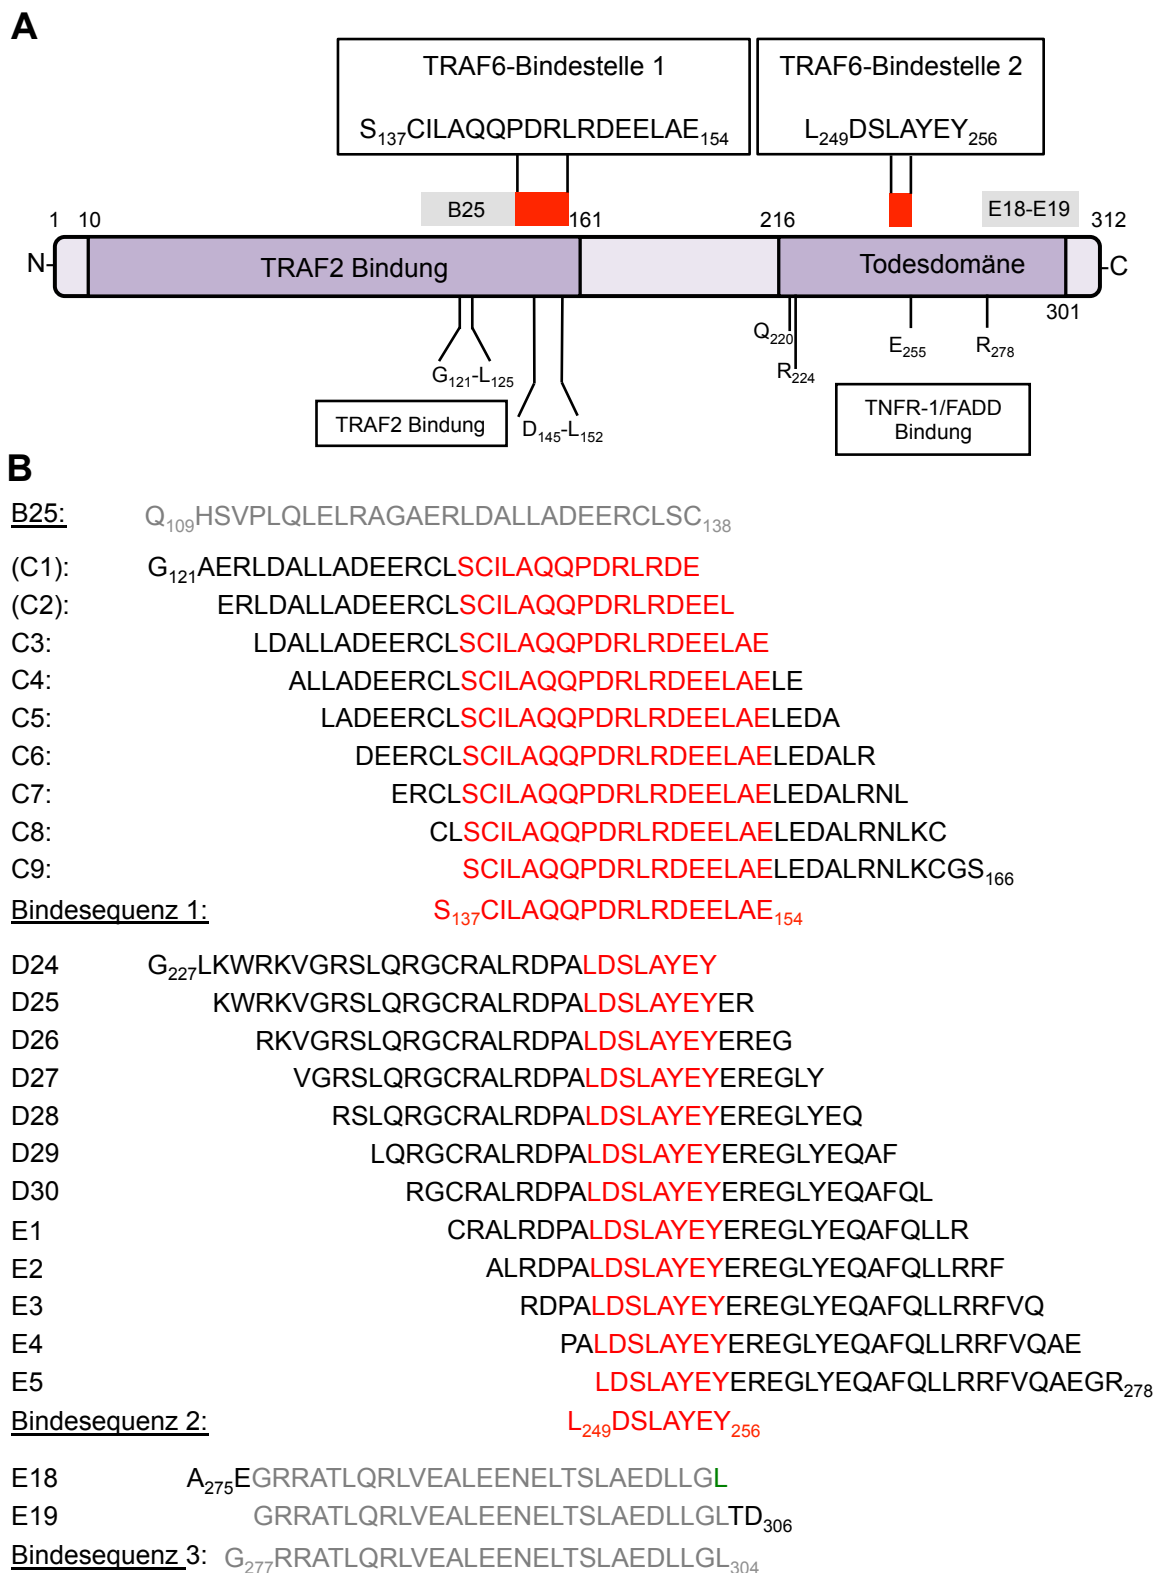 A
TRAF6-Bindestelle 1
S137CILAQQPDRLRDEELAE154
TRAF6-Bindestelle 2
L249DSLAYEY256
B25
E18-E19
1 10 161 216 312
N- TRAF2 Bindung Todesdomäne -C
301
G121-L125
D145-L152
Q220
R224
E255
R278
TRAF2 Bindung
TNFR-1/FADD
Bindung
B
B25: Q109HSVPLQLELRAGAERLDALLADEERCLSC138
(C1): G121AERLDALLADEERCLSCILAQQPDRLRDE
(C2): ERLDALLADEERCLSCILAQQPDRLRDEEL
C3: LDALLADEERCLSCILAQQPDRLRDEELAE
C4: ALLADEERCLSCILAQQPDRLRDEELAELE
C5: LADEERCLSCILAQQPDRLRDEELAELEDA
C6: DEERCLSCILAQQPDRLRDEELAELEDALR
C7: ERCLSCILAQQPDRLRDEELAELEDALRNL
C8: CLSCILAQQPDRLRDEELAELEDALRNLKC
C9: SCILAQQPDRLRDEELAELEDALRNLKCGS166
Bindesequenz 1: S137CILAQQPDRLRDEELAE154
D24 G227LKWRKVGRSLQRGCRALRDPALDSLAYEY
D25 KWRKVGRSLQRGCRALRDPALDSLAYEYER
D26 RKVGRSLQRGCRALRDPALDSLAYEYEREG
D27 VGRSLQRGCRALRDPALDSLAYEYEREGLY
D28 RSLQRGCRALRDPALDSLAYEYEREGLYEQ
D29 LQRGCRALRDPALDSLAYEYEREGLYEQAF
D30 RGCRALRDPALDSLAYEYEREGLYEQAFQL
E1 CRALRDPALDSLAYEYEREGLYEQAFQLLR
E2 ALRDPALDSLAYEYEREGLYEQAFQLLRRF
E3 RDPALDSLAYEYEREGLYEQAFQLLRRFVQ
E4 PALDSLAYEYEREGLYEQAFQLLRRFVQAE
E5 LDSLAYEYEREGLYEQAFQLLRRFVQAEGR278
Bindesequenz 2: L249DSLAYEY256
E18 A275EGRRATLQRLVEALEENELTSLAEDLLGL
E19 GRRATLQRLVEALEENELTSLAEDLLGLTD306
Bindesequenz 3: G277RRATLQRLVEALEENELTSLAEDLLGL304